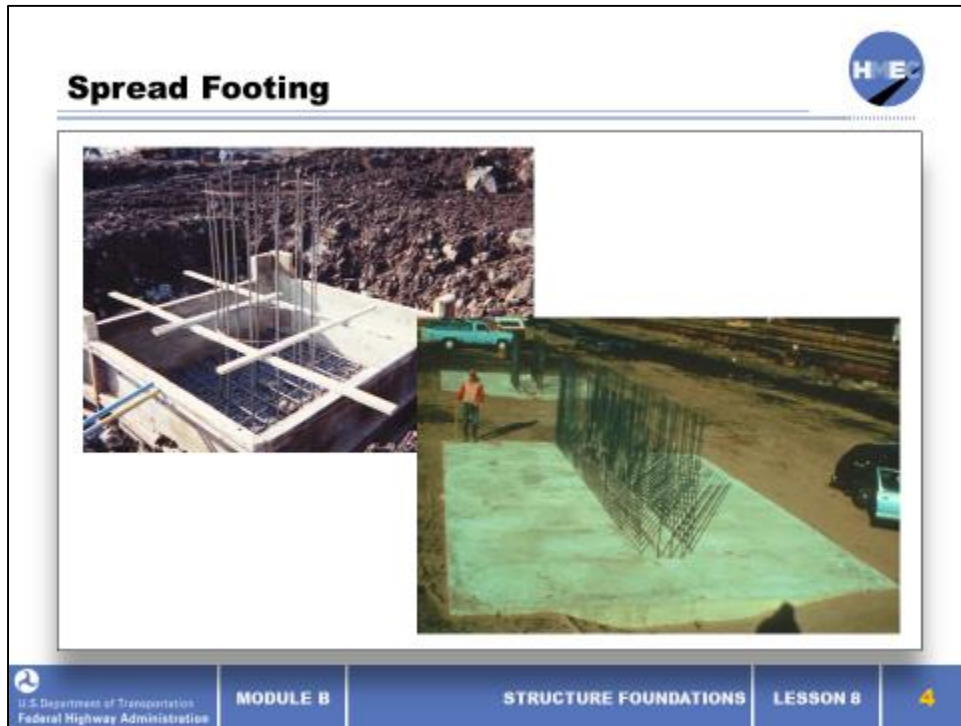 Spread Footing
HMEC
U.S. Department of Transportation
Federal Highway Administration
MODULE B
STRUCTURE FOUNDATIONS
LESSON 8
4